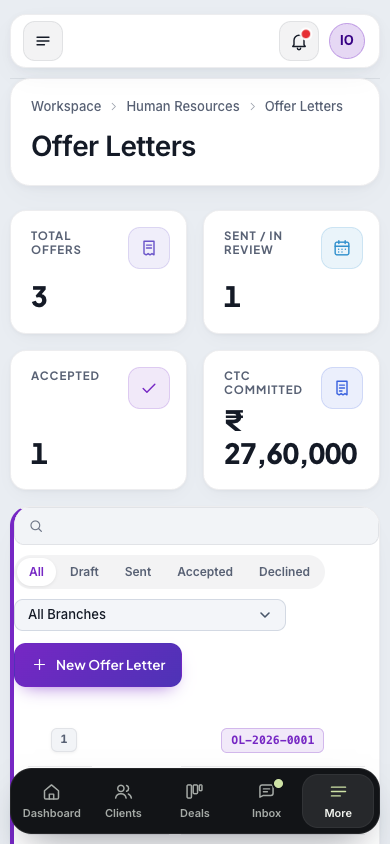 IO
Workspace > Human Resources > Offer Letters
Offer Letters
TOTAL
OFFERS
3
SENT / IN
REVIEW
1
ACCEPTED
1
CTC
COMMITTED
₹
27,60,000
All Draft Sent Accepted Declined
All Branches
+ New Offer Letter
1 OL-2026-0001
Dashboard Clients Deals Inbox More